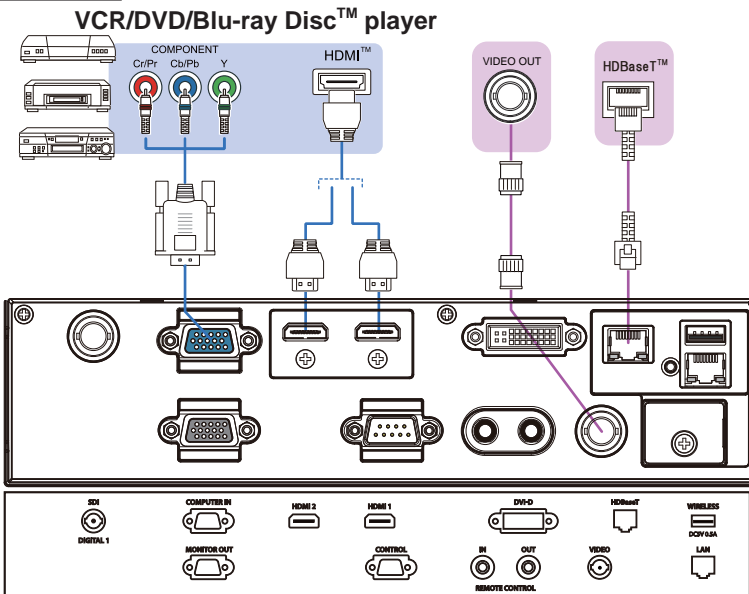 VCR/DVD/Blu-ray Disc™ player
COMPONENT
Cr/Pr Cb/Pb Y
HDMI™
VIDEO OUT
HDBaseT™
SDI
DIGITAL 1
COMPUTER IN
HDMI 2
HDMI 1
DVI-D
HDBaseT
WIRELESS
DC5V 0.5A
MONITOR OUT
CONTROL
IN
OUT
REMOTE CONTROL
VIDEO
LAN